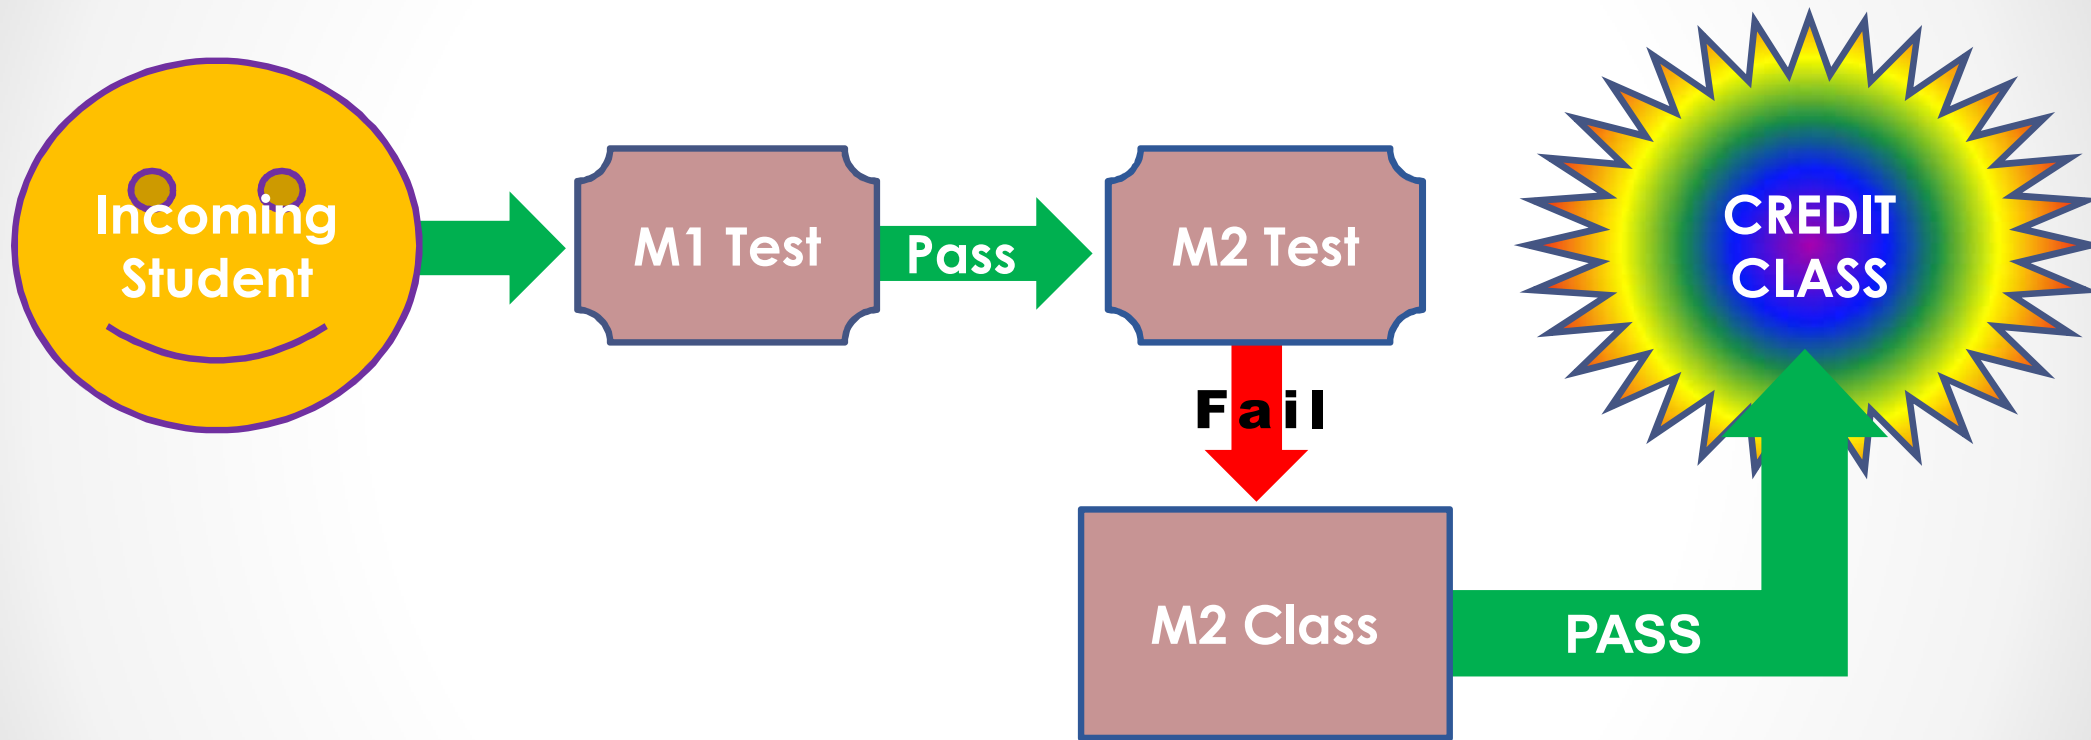 Incoming
Student
M1 Test
Pass
M2 Test
Fail
M2 Class
PASS
CREDIT
CLASS